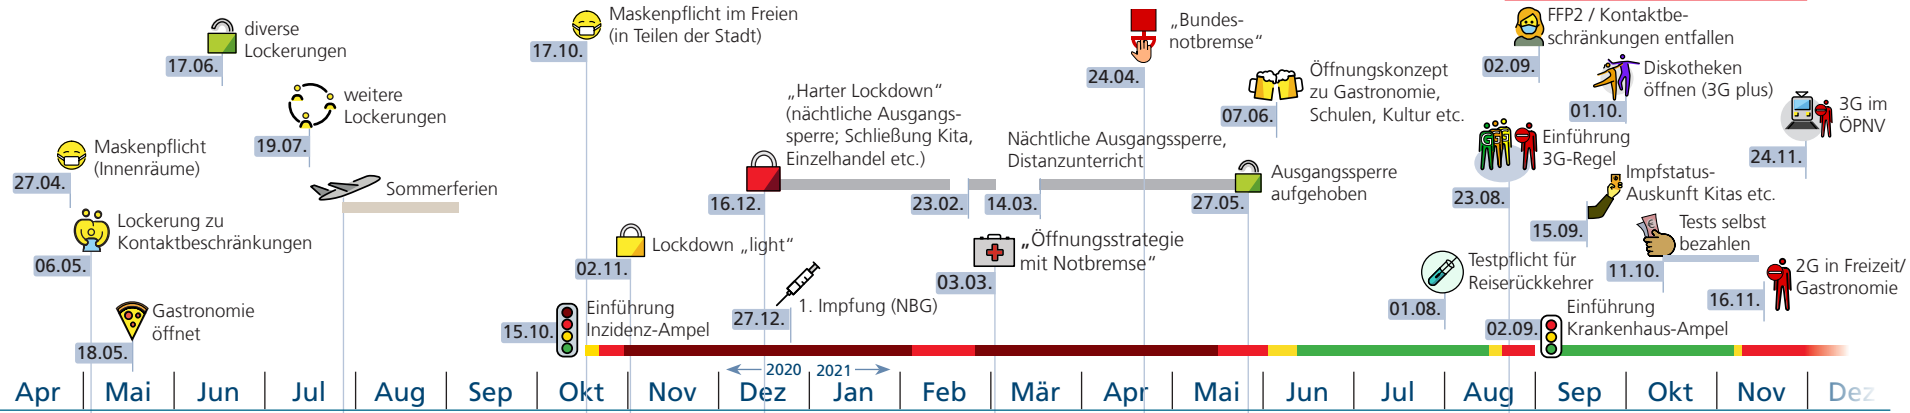 diverse
Lockerungen
17.06.
weitere
Lockerungen
19.07.
Maskenpflicht
(Innenräume)
27.04.
Sommerferien
Lockerung zu
Kontaktbeschränkungen
06.05.
Gastronomie
öffnet
18.05.
Maskenpflicht im Freien
(in Teilen der Stadt)
17.10.
„Harter Lockdown“
(nächtliche Ausgangs-
sperre; Schließung Kita,
Einzelhandel etc.)
16.12.
Lockdown „light“
02.11.
1. Impfung (NBG)
27.12.
Einführung
Inzidenz-Ampel
15.10.
23.02.
Nächtliche Ausgangssperre,
Distanzunterricht
14.03.
„Öffnungsstrategie
mit Notbremse“
03.03.
„Bundes-
notbremse“
24.04.
Öffnungskonzept
zu Gastronomie,
Schulen, Kultur etc.
07.06.
Ausgangssperre
aufgehoben
27.05.
FFP2 / Kontaktbe-
schränkungen entfallen
02.09.
Diskotheken
öffnen (3G plus)
01.10.
3G im
ÖPNV
24.11.
G
Einführung
3G-Regel
23.08.
Impfstatus-
Auskunft Kitas etc.
15.09.
Tests selbst
bezahlen
11.10.
Testpflicht für
Reiserückkehrer
01.08.
2G in Freizeit/
Gastronomie
16.11.
Einführung
Krankenhaus-Ampel
02.09.
2020 2021
Apr Mai Jun Jul Aug Sep Okt Nov Dez Jan Feb Mär Apr Mai Jun Jul Aug Sep Okt Nov Dez